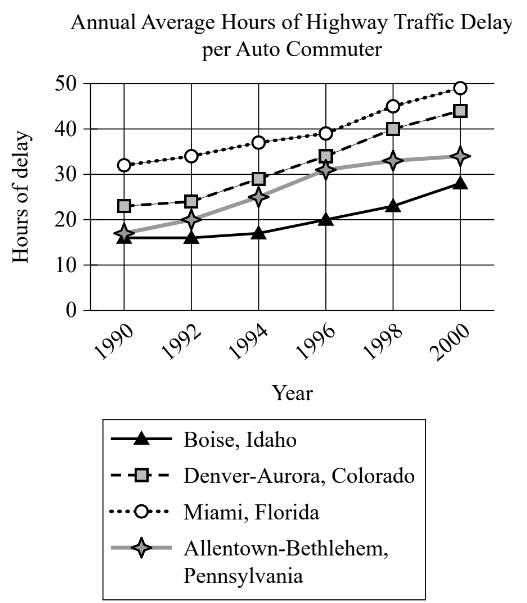 Annual Average Hours of Highway Traffic Delay
per Auto Commuter
50
40
30
20
10
0
Hours of delay
1990
1992
1994
1996
1998
2000
Year
Boise, Idaho
Denver-Aurora, Colorado
Miami, Florida
Allentown-Bethlehem,
Pennsylvania